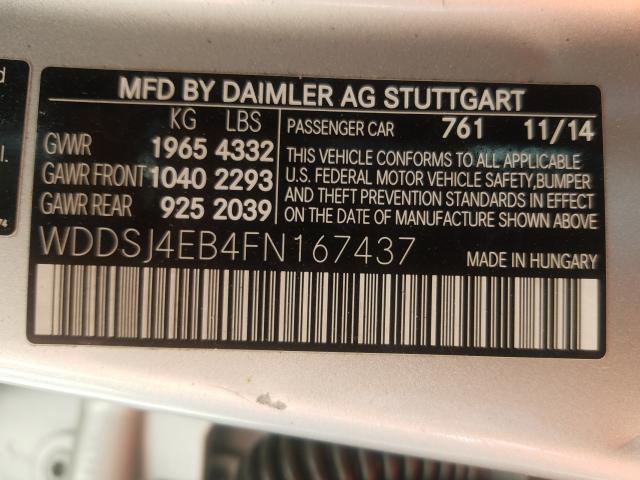 MFD BY DAIMLER AG STUTTGART
KG LBS
GVWR 1965 4332
GAWR FRONT 1040 2293
GAWR REAR 925 2039
PASSENGER CAR 761 11/14
THIS VEHICLE CONFORMS TO ALL APPLICABLE
U.S. FEDERAL MOTOR VEHICLE SAFETY, BUMPER
AND THEFT PREVENTION STANDARDS IN EFFECT
ON THE DATE OF MANUFACTURE SHOWN ABOVE.
WDDSJ4EB4FN167437
MADE IN HUNGARY